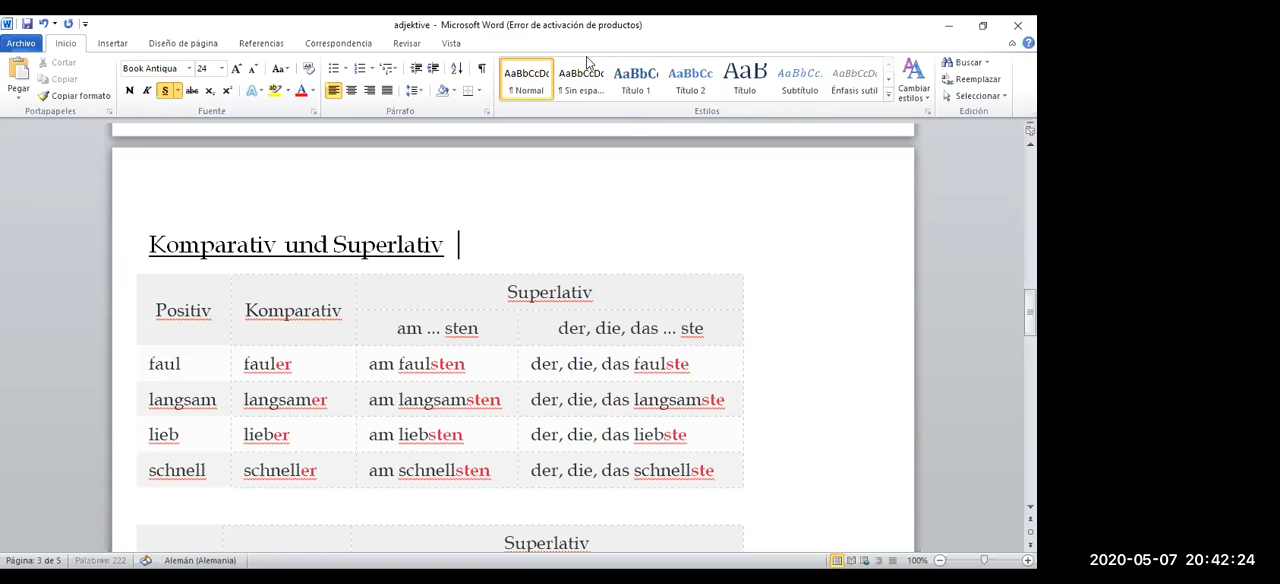 adjektive - Microsoft Word (Error de activación de productos)
Archivo Inicio Insertar Diseño de página Referencias Correspondencia Revisar Vista
Pegar
Cortar
Copiar
Copiar formato
Portapapeles
Book Antiqua 24
Fuente
Párrafo
AaBbCcDc AaBbCcDc AaBbCc AaBbCc AaB AaBbCc. AaBbCcDc
¶ Normal ¶ Sin espa... Título 1 Título 2 Título Subtítulo Énfasis sutil
Cambiar estilos
Estilos
Buscar
Reemplazar
Seleccionar
Edición
Komparativ und Superlativ
Positiv Komparativ Superlativ
am ... sten der, die, das ... ste
faul fauler am faulsten der, die, das faulste
langsam langsamer am langsamsten der, die, das langsamste
lieb lieber am liebsten der, die, das liebste
schnell schneller am schnellsten der, die, das schnellste
Superlativ
Página: 3 de 5 Palabras: 222 Alemán (Alemania) 100%
2020-05-07 20:42:24